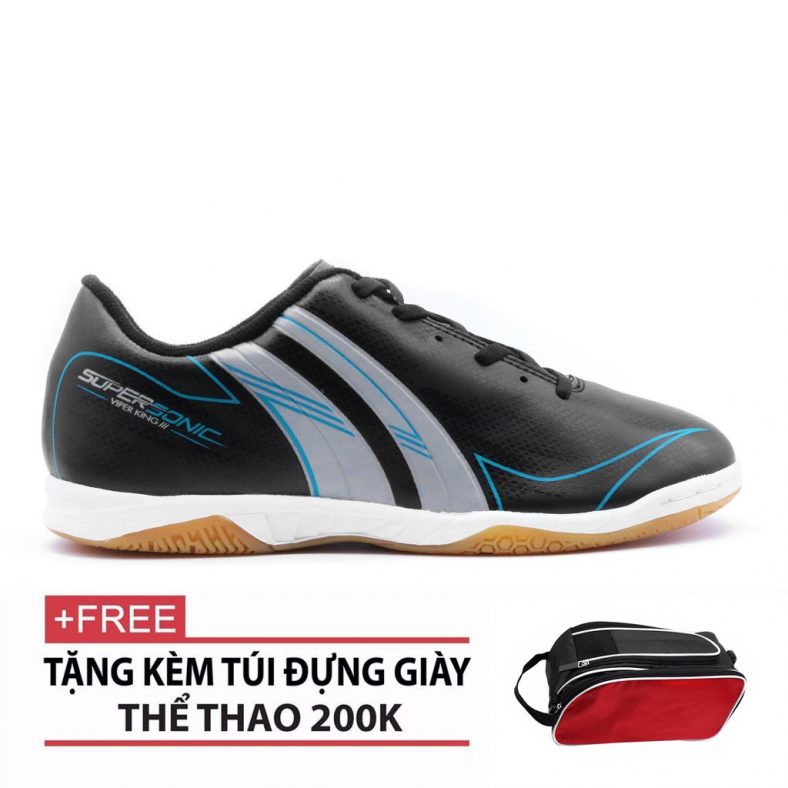 SUPERSONIC
VIPER KING III
+FREE
TẶNG KÈM TÚI ĐỰNG GIÀY
THỂ THAO 200K